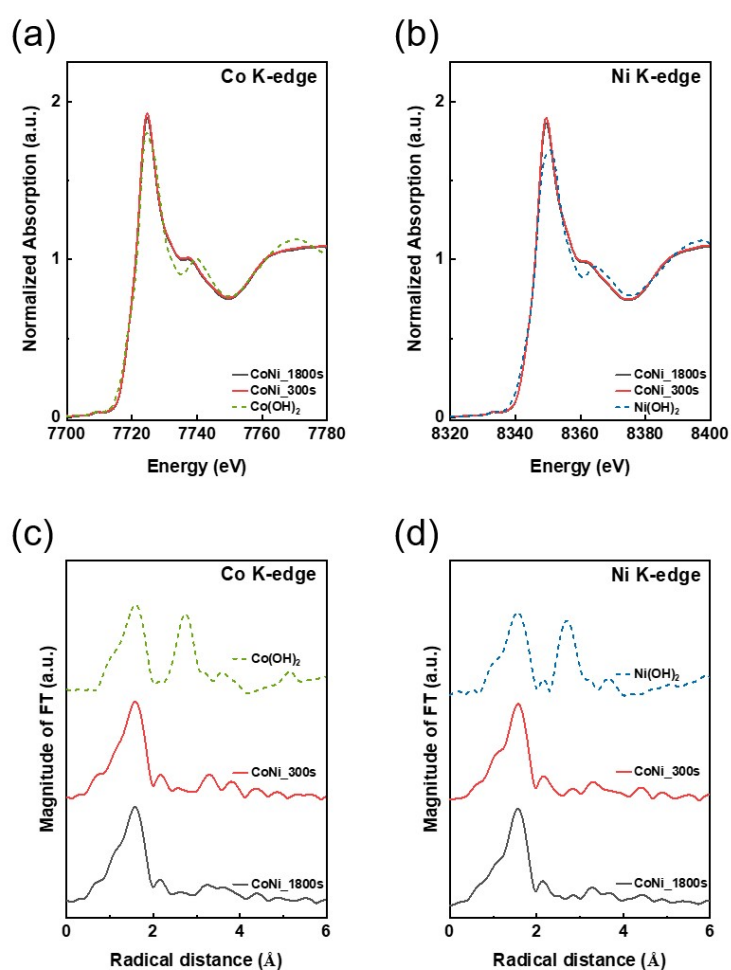 (a)
Co K-edge
Normalized Absorption (a.u.)
2
1
0
CoNi_1800s
CoNi_300s
Co(OH)₂
7700 7720 7740 7760 7780
Energy (eV)
(b)
Ni K-edge
Normalized Absorption (a.u.)
2
1
0
CoNi_1800s
CoNi_300s
Ni(OH)₂
8320 8340 8360 8380 8400
Energy (eV)
(c)
Co K-edge
Magnitude of FT (a.u.)
Co(OH)₂
CoNi_300s
CoNi_1800s
0 2 4 6
Radical distance (Å)
(d)
Ni K-edge
Magnitude of FT (a.u.)
Ni(OH)₂
CoNi_300s
CoNi_1800s
0 2 4 6
Radical distance (Å)